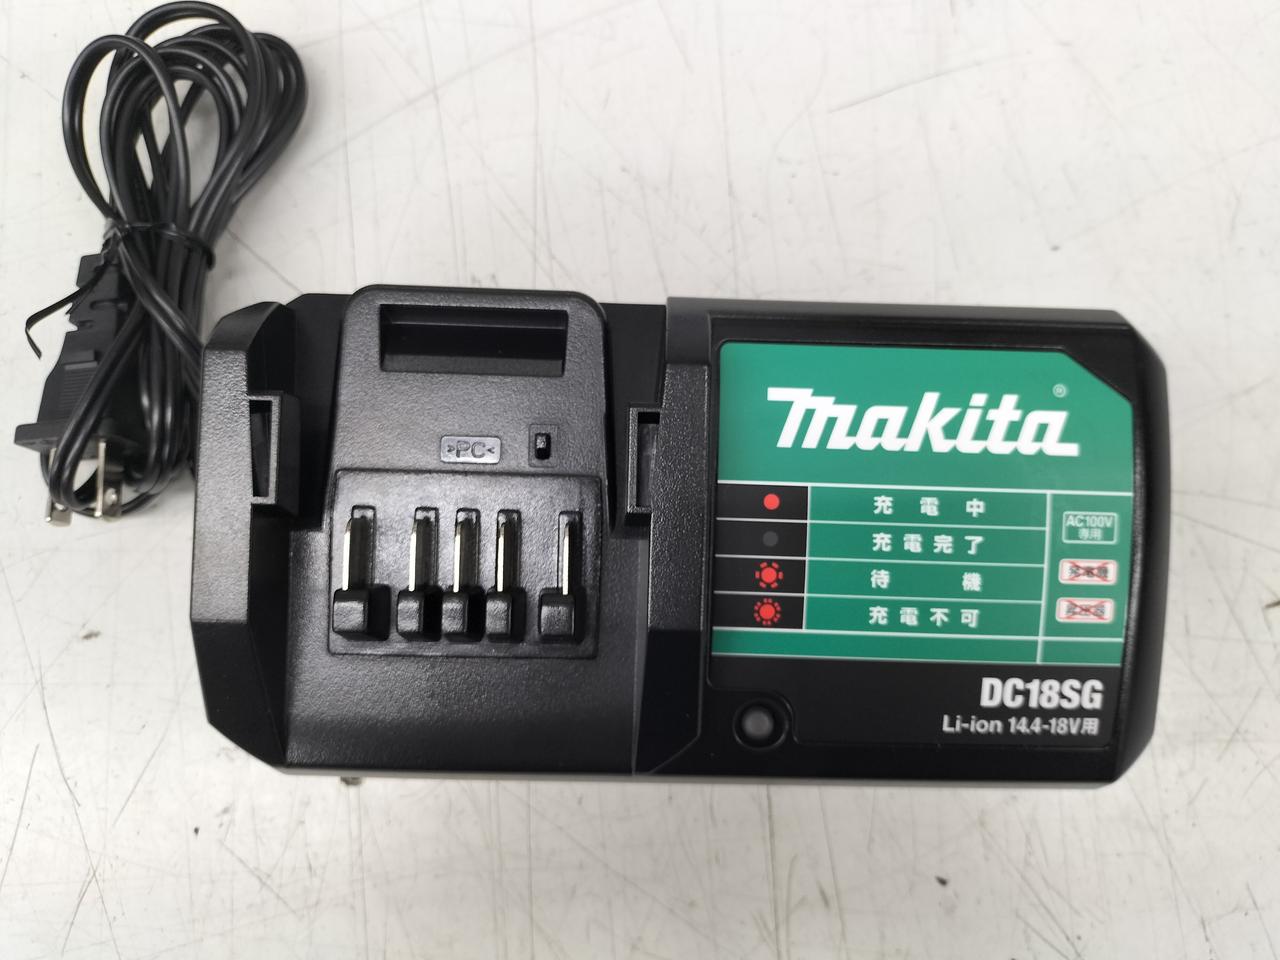 makita®
充電中
充電完了
待機
充電不可
AC100V
専用
DC18SG
Li-ion 14.4-18V用
>PC<